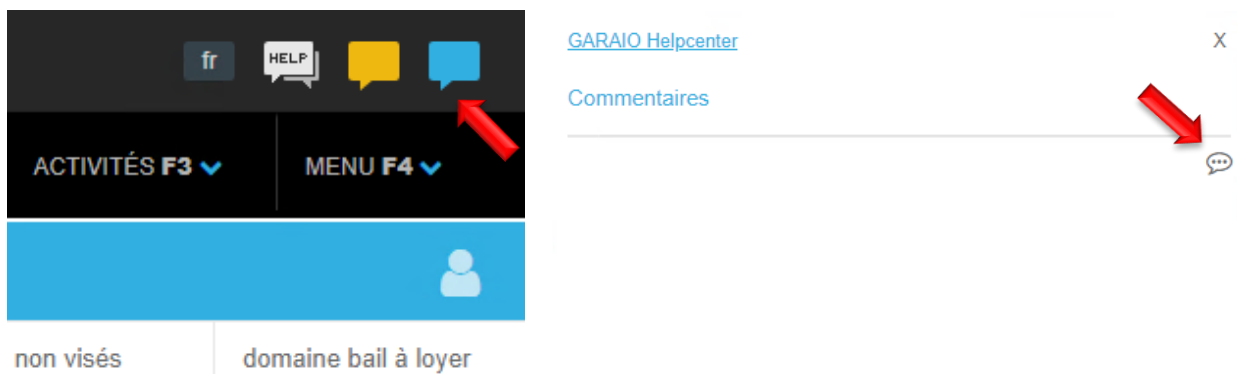 fr
HELP
ACTIVITÉS F3
MENU F4
non visés
domaine bail à loyer
GARAIO Helpcenter
X
Commentaires